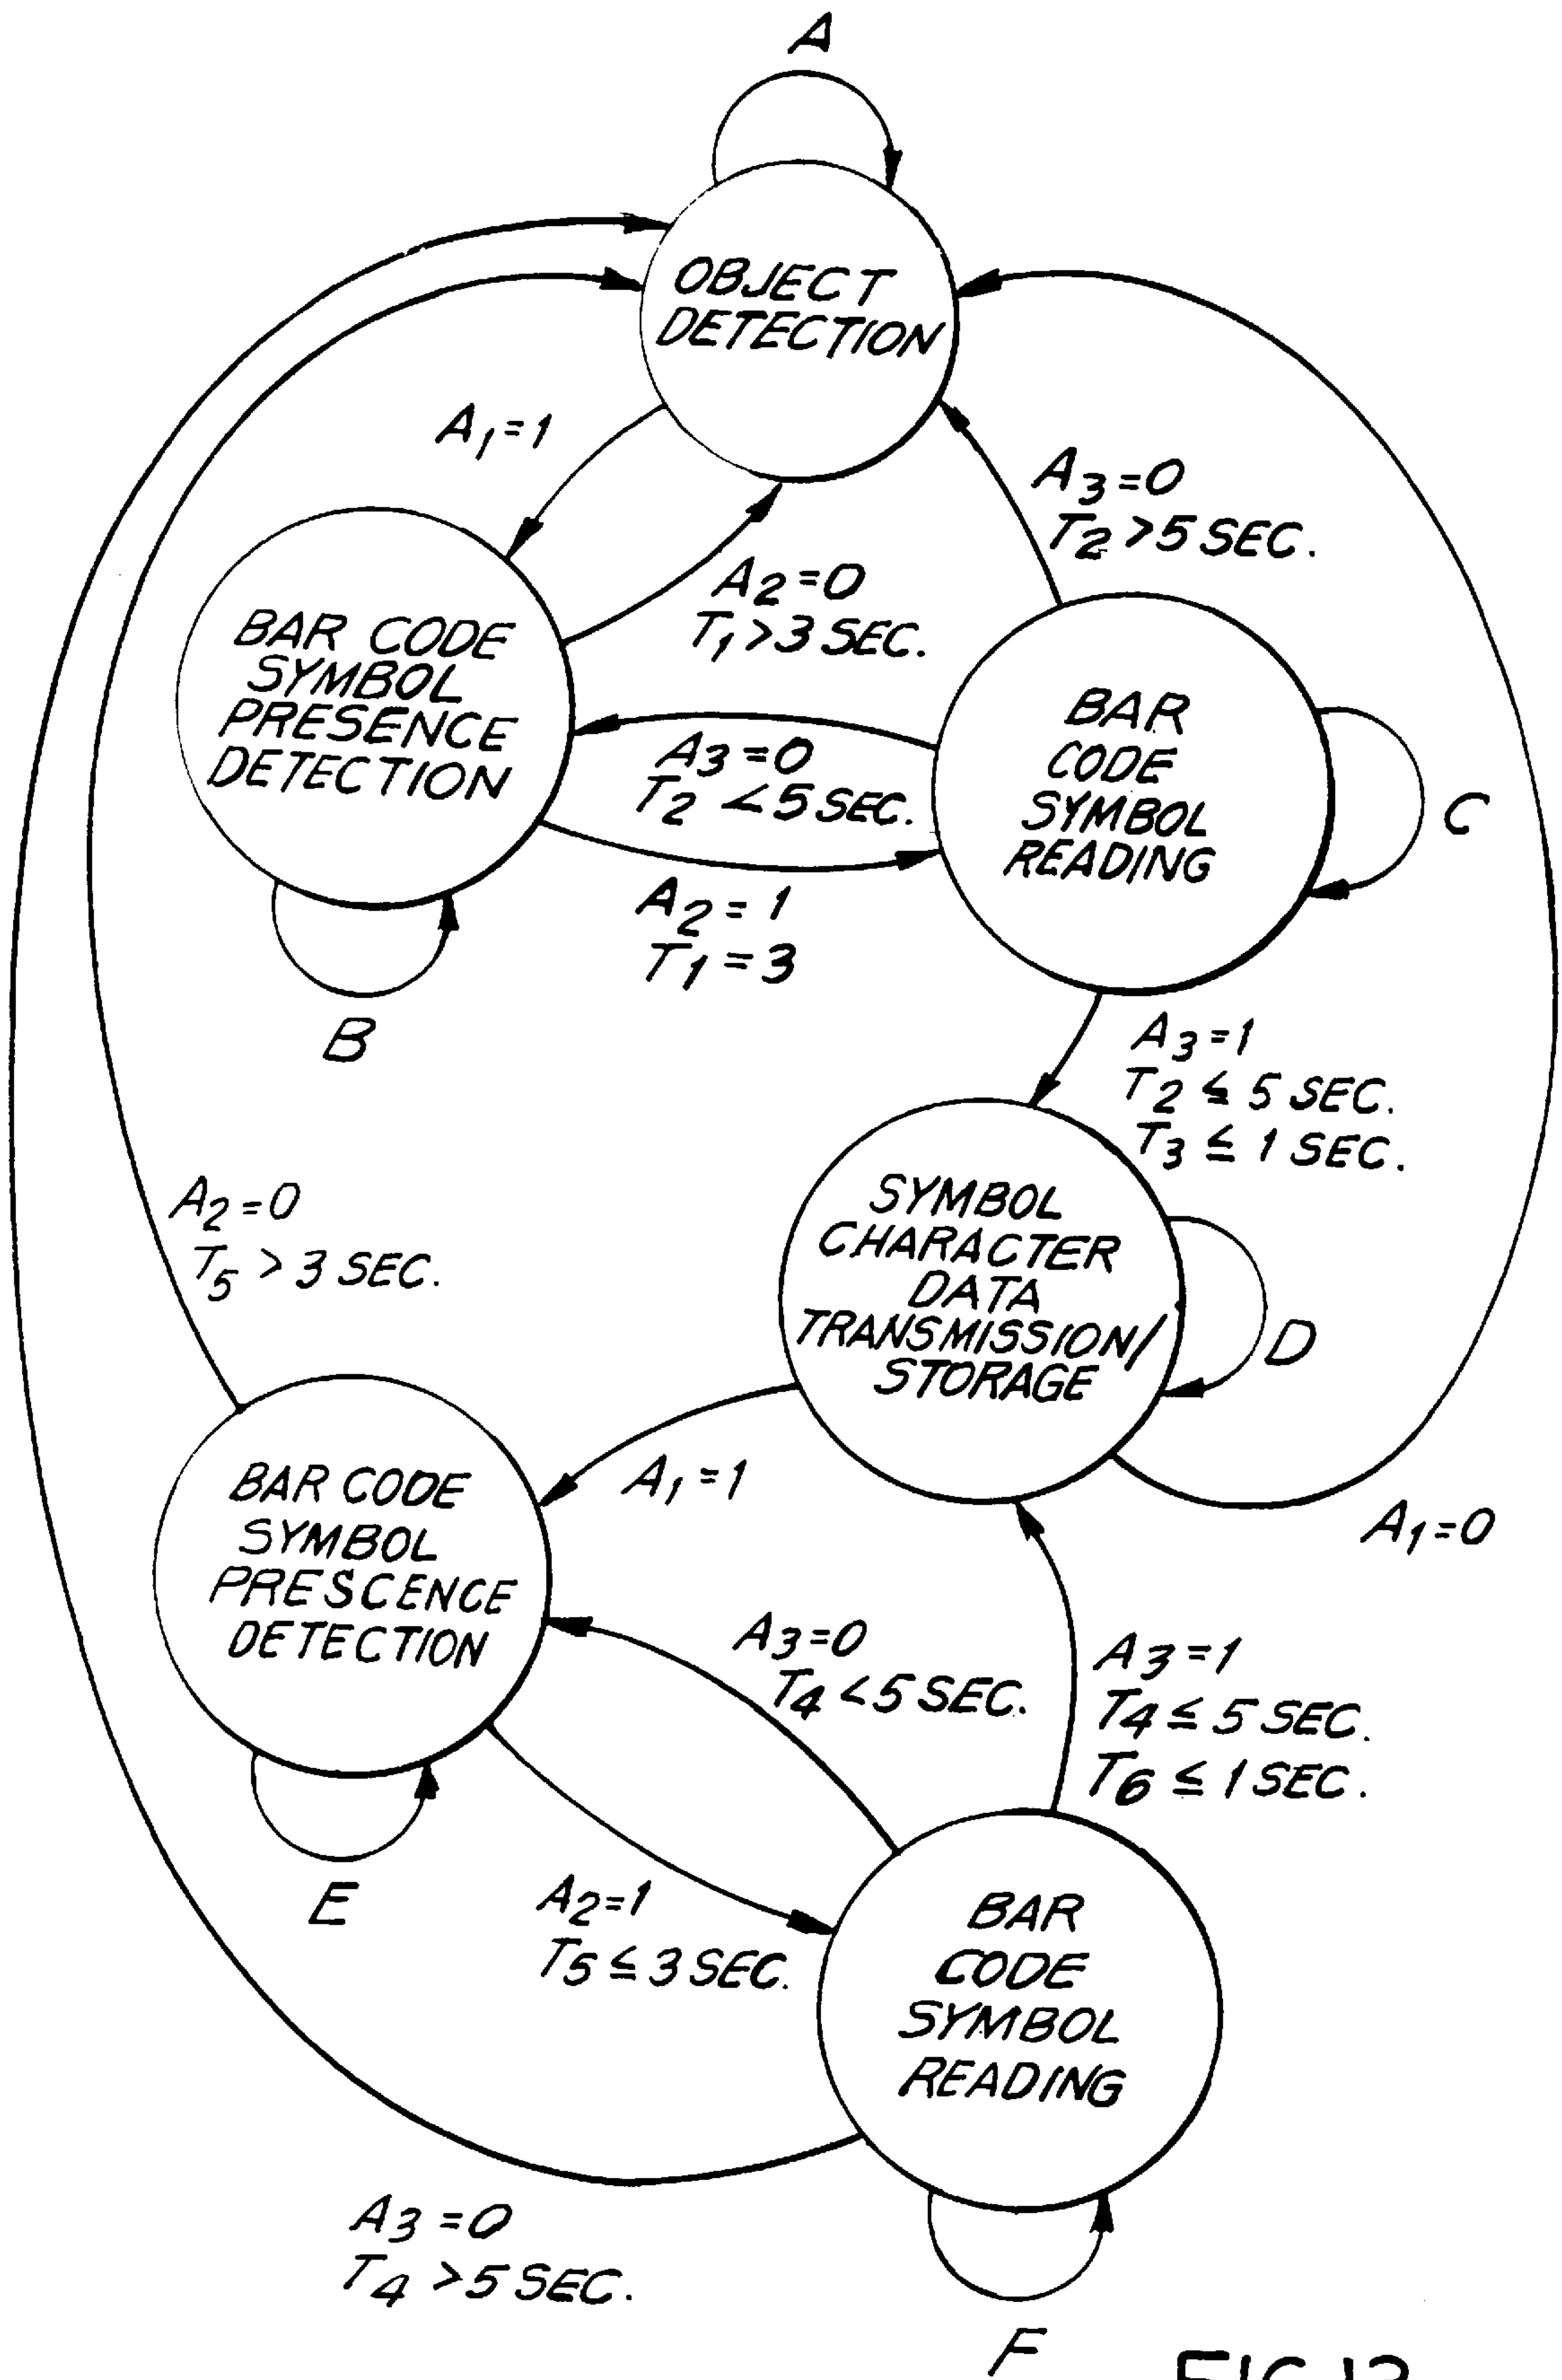 A
OBJECT
DETECTION
A1=1
A3=0
T2 >5 SEC.
A2=0
T1 >3 SEC.
BAR CODE
SYMBOL
PRESENCE
DETECTION
A3=0
T2 <5 SEC.
BAR
CODE
SYMBOL
READING
C
A2=1
T1=3
B
A3=1
T2 ≤ 5 SEC.
T3 ≤ 1 SEC.
A2=0
T5 > 3 SEC.
SYMBOL
CHARACTER
DATA
TRANSMISSION/
STORAGE
D
A1=1
A1=0
BAR CODE
SYMBOL
PRESCENCE
DETECTION
A3=0
T4 <5 SEC.
A3=1
T4 ≤ 5 SEC.
T6 ≤ 1 SEC.
E
A2=1
T5 ≤ 3 SEC.
BAR
CODE
SYMBOL
READING
A3=0
T4 >5 SEC.
F